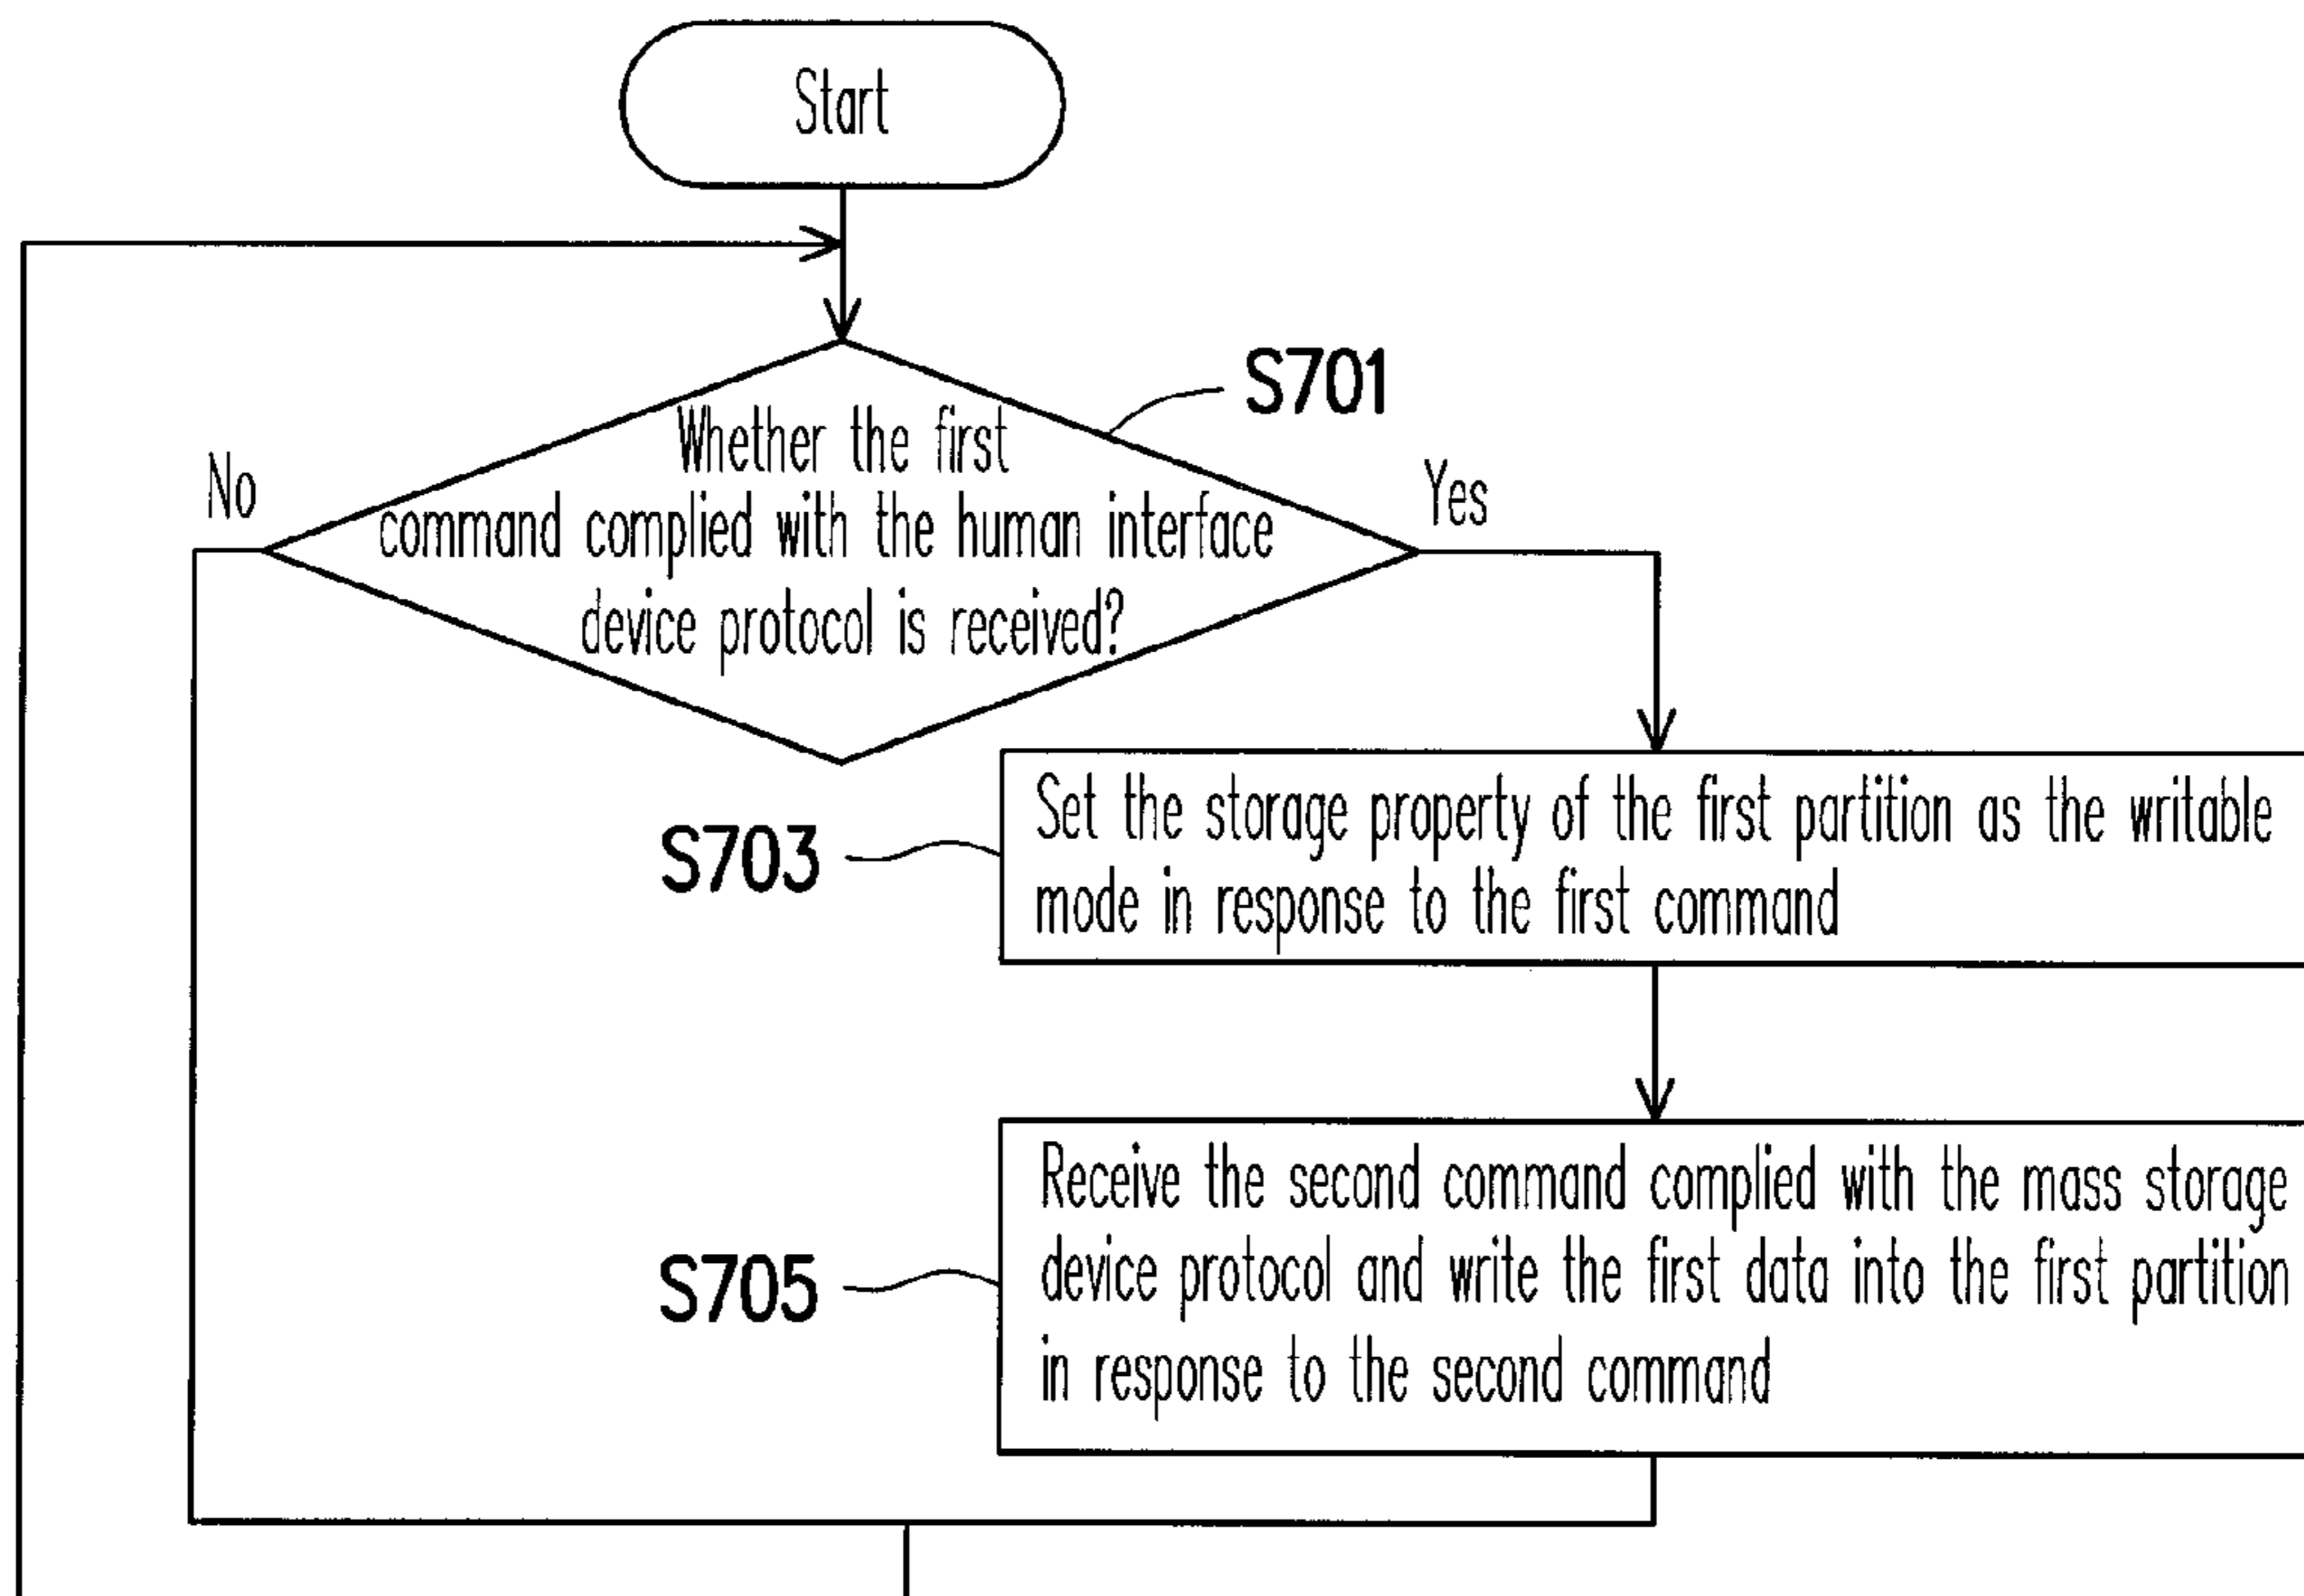 Start
S701
Whether the first
command complied with the human interface
device protocol is received?
No
Yes
S703
Set the storage property of the first partition as the writable
mode in response to the first command
S705
Receive the second command complied with the mass storage
device protocol and write the first data into the first partition
in response to the second command